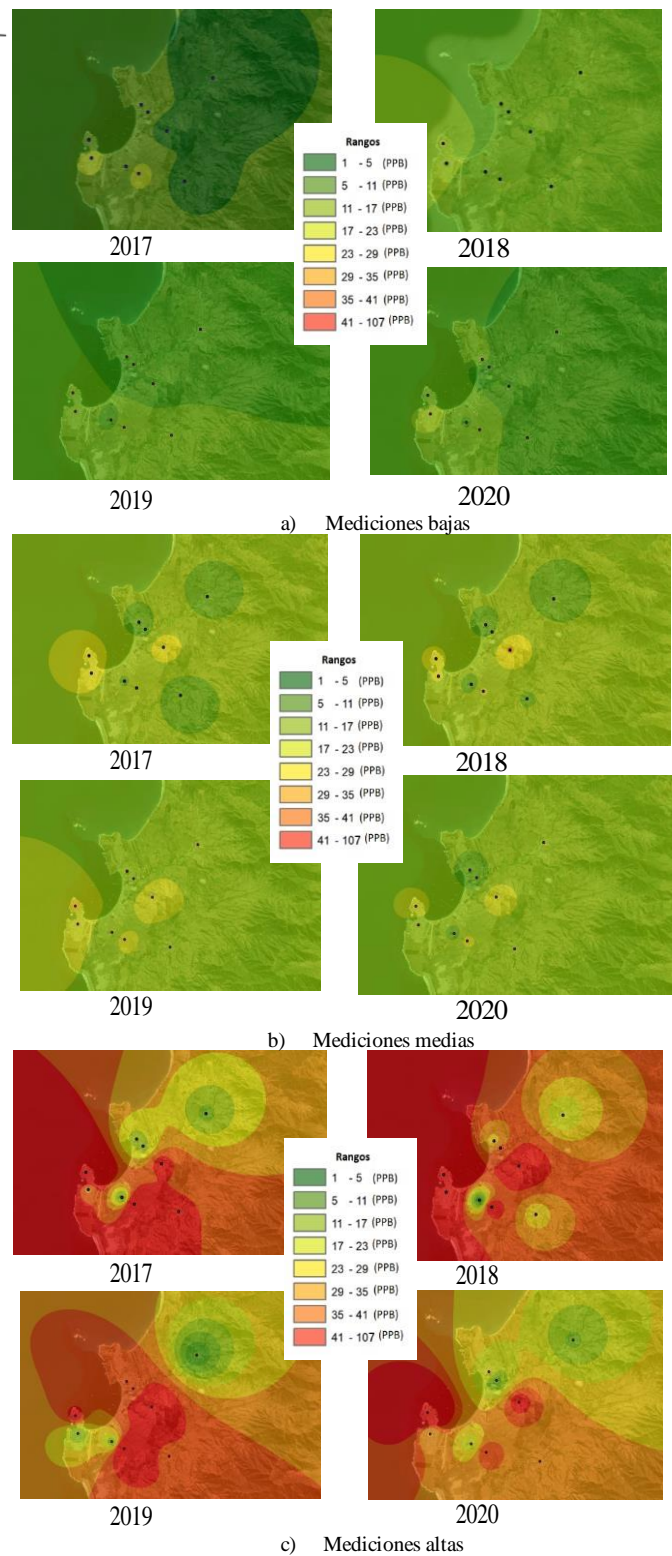 Rangos
1 - 5 (PPB)
5 - 11 (PPB)
11 - 17 (PPB)
17 - 23 (PPB)
23 - 29 (PPB)
29 - 35 (PPB)
35 - 41 (PPB)
41 - 107 (PPB)
2017
2018
2019
2020
a) Mediciones bajas
Rangos
1 - 5 (PPB)
5 - 11 (PPB)
11 - 17 (PPB)
17 - 23 (PPB)
23 - 29 (PPB)
29 - 35 (PPB)
35 - 41 (PPB)
41 - 107 (PPB)
2017
2018
2019
2020
b) Mediciones medias
Rangos
1 - 5 (PPB)
5 - 11 (PPB)
11 - 17 (PPB)
17 - 23 (PPB)
23 - 29 (PPB)
29 - 35 (PPB)
35 - 41 (PPB)
41 - 107 (PPB)
2017
2018
2019
2020
c) Mediciones altas